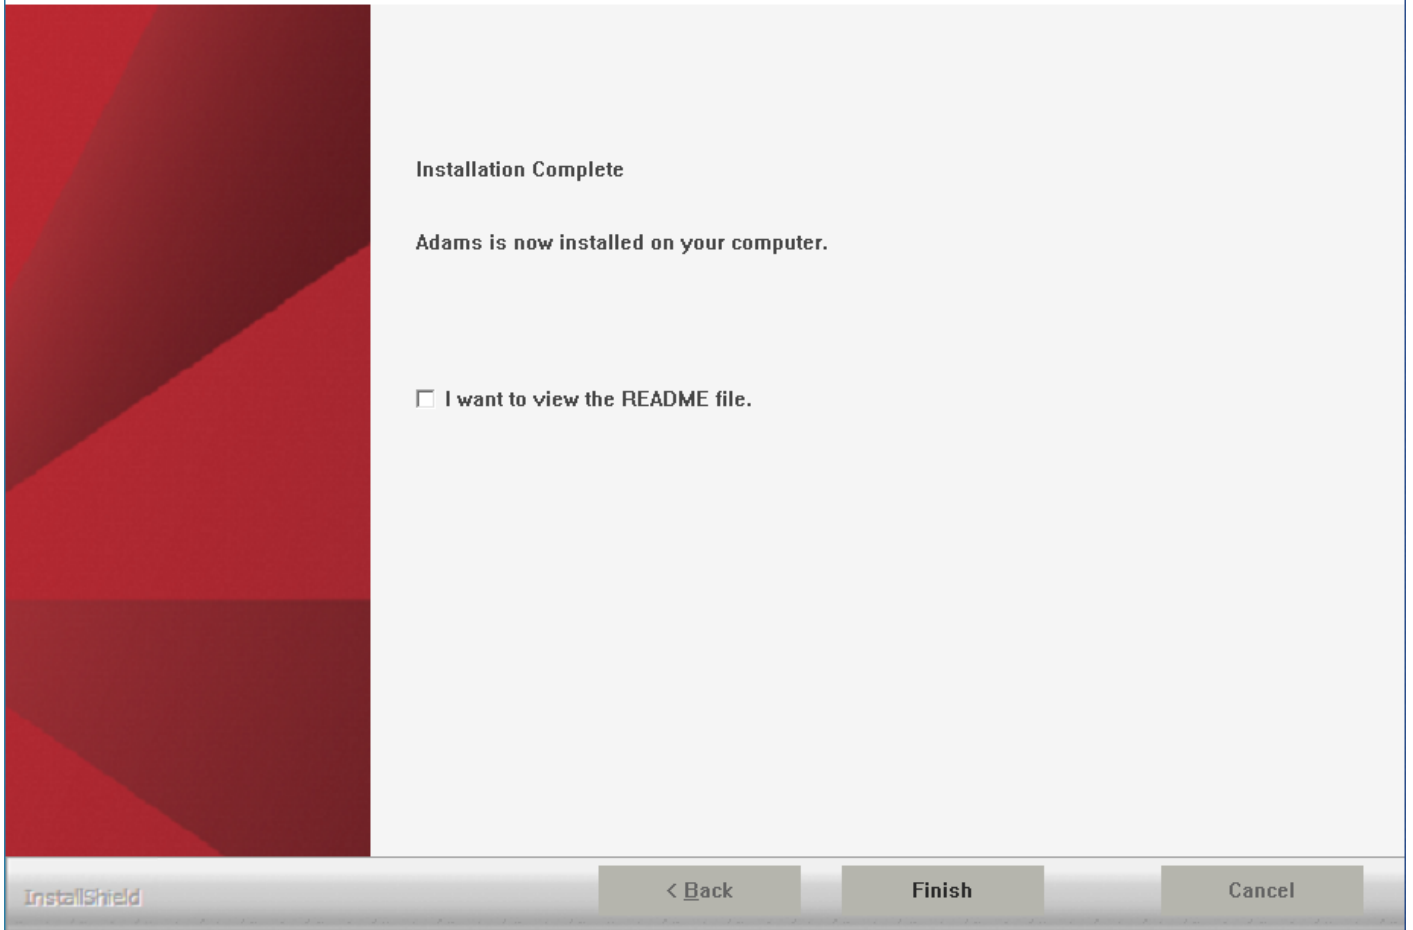 Installation Complete
Adams is now installed on your computer.
I want to view the README file.
InstallShield
< Back
Finish
Cancel